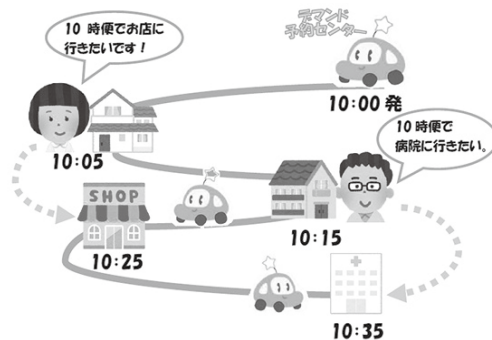 10 時便でお店に
行きたいです！
デマンド
予約センター
10:00 発
10:05
10 時便で
病院に行きたい。
SHOP
10:15
10:25
10:35